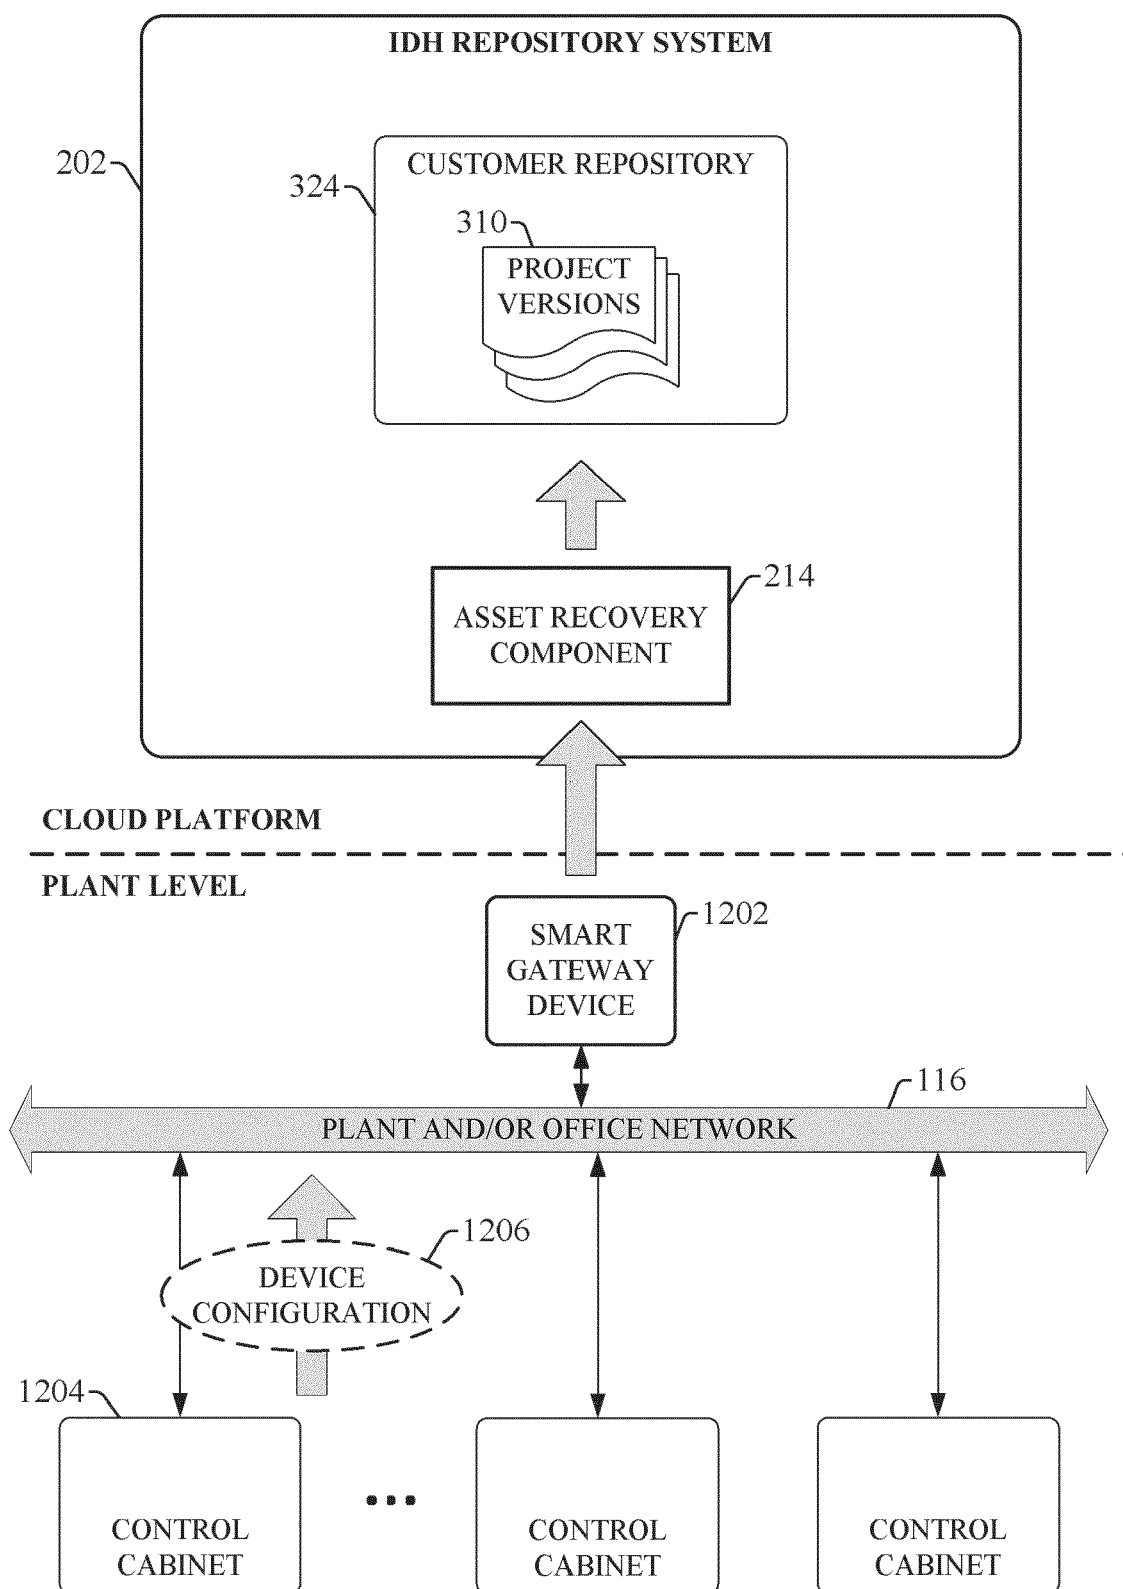 IDH REPOSITORY SYSTEM
202
CUSTOMER REPOSITORY
324
310
PROJECT
VERSIONS
214
ASSET RECOVERY
COMPONENT
CLOUD PLATFORM
PLANT LEVEL
1202
SMART
GATEWAY
DEVICE
116
PLANT AND/OR OFFICE NETWORK
1206
DEVICE
CONFIGURATION
1204
CONTROL
CABINET
...
CONTROL
CABINET
CONTROL
CABINET